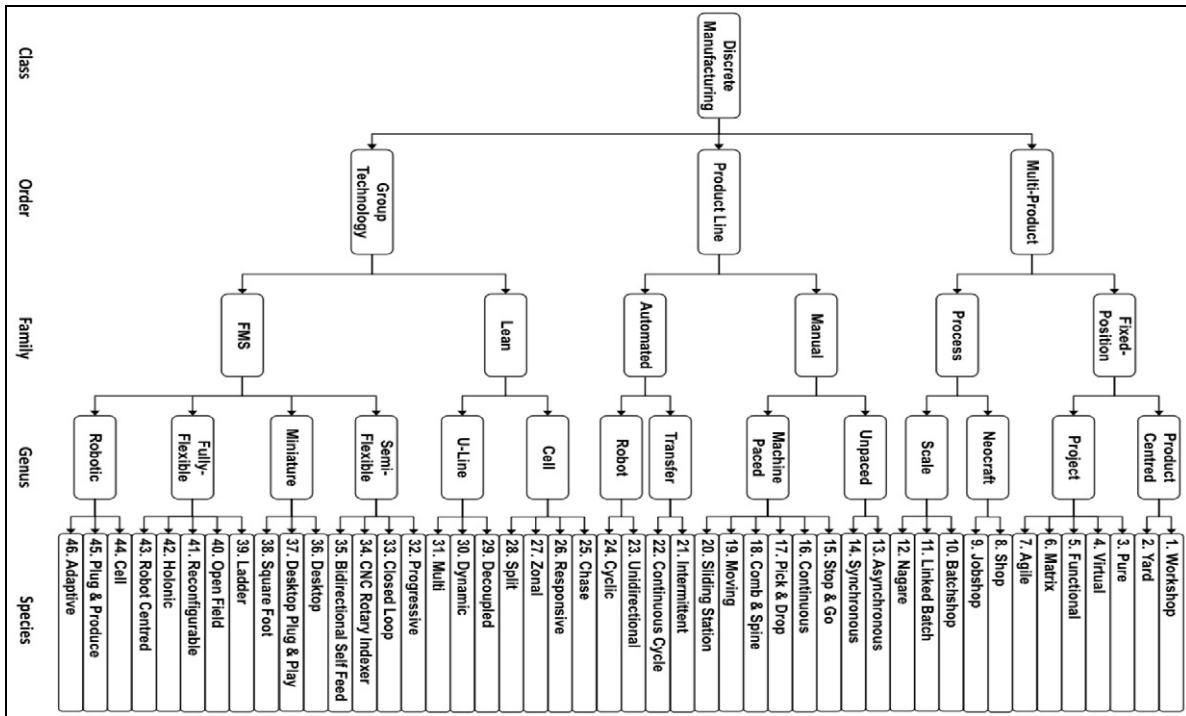 Class
Order
Family
Genus
Species
Discrete
Manufacturing
Multi-Product
Product Line
Group
Technology
Fixed-
Position
Process
Manual
Automated
Lean
FMS
Product
Centred
Project
Neocraft
Scale
Unpaced
Machine
Paced
Transfer
Robot
Cell
U-Line
Semi-
Flexible
Miniature
Fully-
Flexible
Robotic
1. Workshop
2. Yard
3. Pure
4. Virtual
5. Functional
6. Matrix
7. Agile
8. Shop
9. Jobshop
10. Batchshop
11. Linked Batch
12. Nagare
13. Asynchronous
14. Synchronous
15. Stop & Go
16. Continuous
17. Pick & Drop
18. Comb & Spine
19. Moving
20. Sliding Station
21. Intermittent
22. Continuous Cycle
23. Unidirectional
24. Cyclic
25. Chase
26. Responsive
27. Zonal
28. Split
29. Decoupled
30. Dynamic
31. Multi
32. Progressive
33. Closed Loop
34. CNC Rotary Indexer
35. Bidirectional Self Feed
36. Desktop
37. Desktop Plug & Play
38. Square Foot
39. Ladder
40. Open Field
41. Reconfigurable
42. Holonic
43. Robot Centred
44. Cell
45. Plug & Produce
46. Adaptive